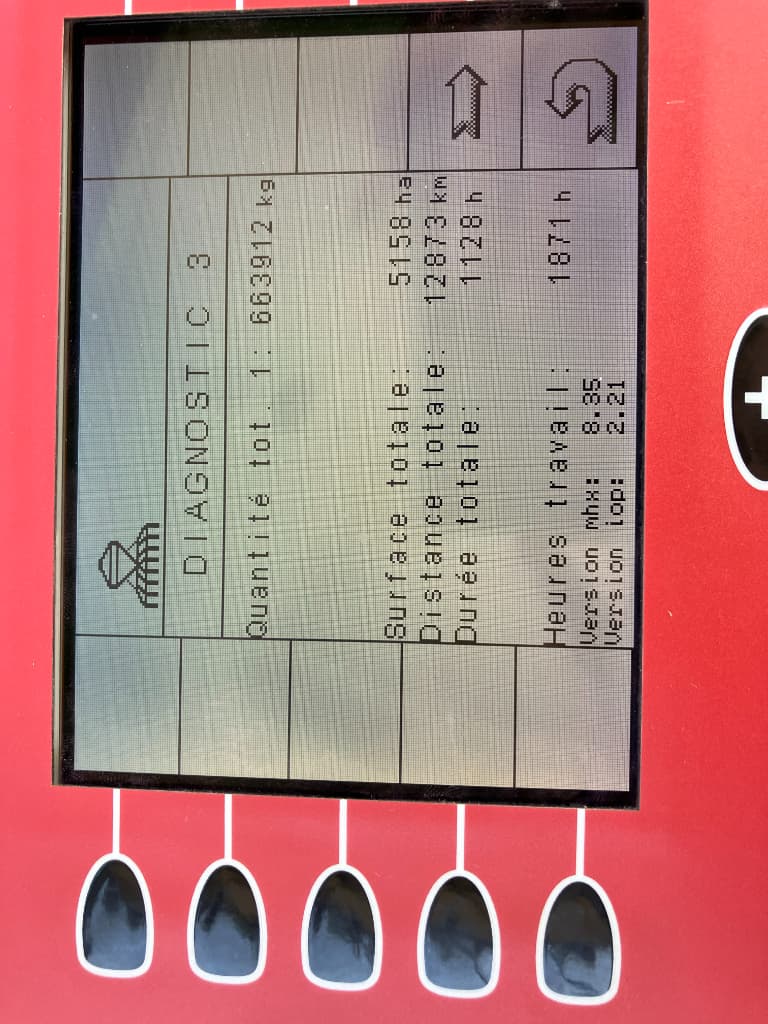 DIAGNOSTIC 3
Quantité tot. 1: 663912 kg
Surface totale: 5158 ha
Distance totale: 12873 km
Durée totale: 1128 h
Heures travail: 1871 h
Version mhx: 8.35
Version iop: 2.21
+